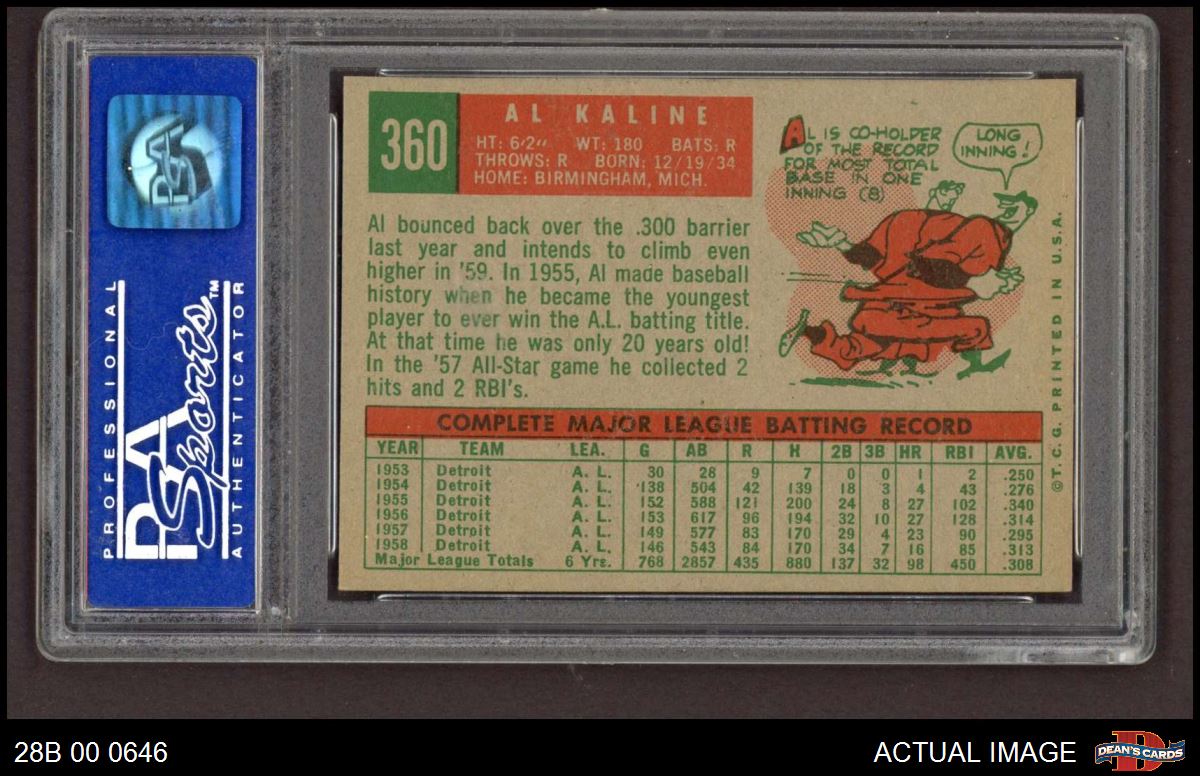 PROFESSIONAL
PSA
Sports™
AUTHENTICATOR
PSA
360
AL KALINE
HT: 6'2" WT: 180 BATS: R
THROWS: R BORN: 12/19/34
HOME: BIRMINGHAM, MICH.
AL IS CO-HOLDER
OF THE RECORD
FOR MOST TOTAL
BASE IN ONE
INNING (8)
LONG
INNING!
Al bounced back over the .300 barrier
last year and intends to climb even
higher in '59. In 1955, Al made baseball
history when he became the youngest
player to ever win the A.L. batting title.
At that time he was only 20 years old!
In the '57 All-Star game he collected 2
hits and 2 RBI's.
©T.C.G. PRINTED IN U.S.A.
COMPLETE MAJOR LEAGUE BATTING RECORD
YEAR TEAM LEA. G AB R H 2B 3B HR RBI AVG.
1953 Detroit A. L. 30 28 9 7 0 0 1 2 .250
1954 Detroit A. L. 138 504 42 139 18 3 4 43 .276
1955 Detroit A. L. 152 588 121 200 24 8 27 102 .340
1956 Detroit A. L. 153 617 96 194 32 10 27 128 .314
1957 Detroit A. L. 149 577 83 170 29 4 23 90 .295
1958 Detroit A. L. 146 543 84 170 34 7 16 85 .313
Major League Totals 6 Yrs. 768 2857 435 880 137 32 98 450 .308
28B 00 0646
ACTUAL IMAGE
DEAN'S CARDS